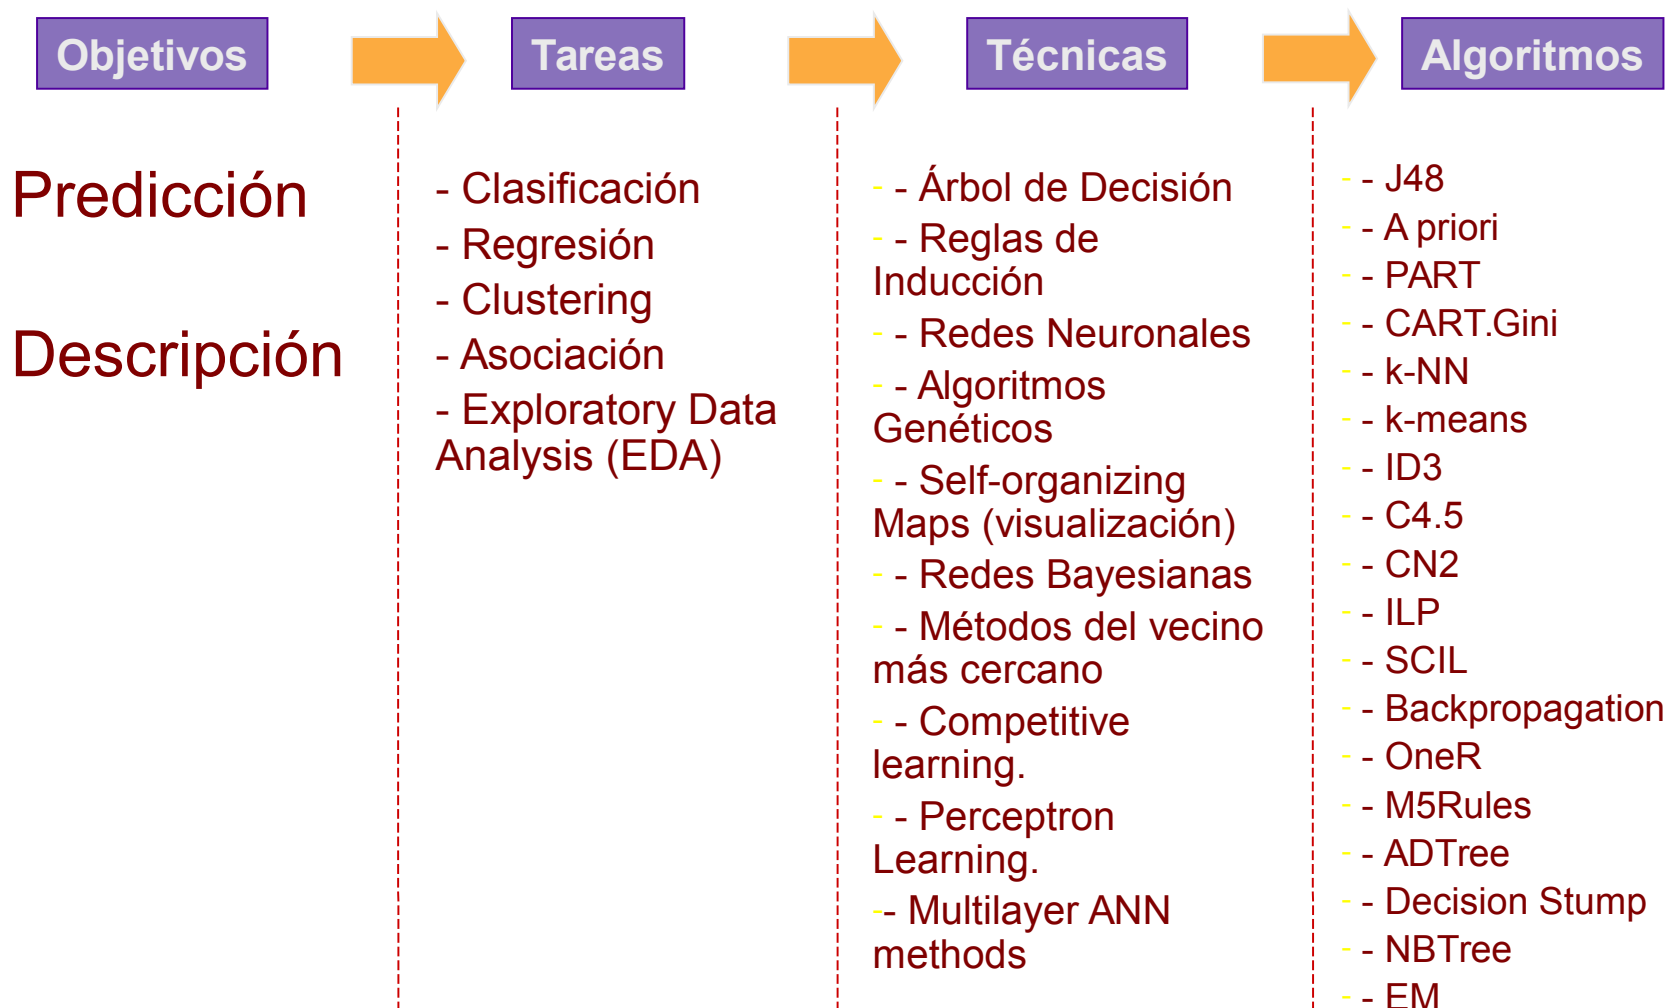 Objetivos
Tareas
Técnicas
Algoritmos
Predicción
Descripción
- Clasificación
- Regresión
- Clustering
- Asociación
- Exploratory Data
Analysis (EDA)
- - Árbol de Decisión
- - Reglas de
Inducción
- - Redes Neuronales
- - Algoritmos
Genéticos
- - Self-organizing
Maps (visualización)
- - Redes Bayesianas
- - Métodos del vecino
más cercano
- - Competitive
learning.
- - Perceptron
Learning.
-- Multilayer ANN
methods
- - J48
- - A priori
- - PART
- - CART.Gini
- - k-NN
- - k-means
- - ID3
- - C4.5
- - CN2
- - ILP
- - SCIL
- - Backpropagation
- - OneR
- - M5Rules
- - ADTree
- - Decision Stump
- - NBTree
- - EM